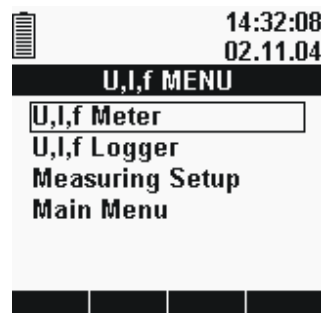 14:32:08
02.11.04
U,I,f MENU
U,I,f Meter
U,I,f Logger
Measuring Setup
Main Menu